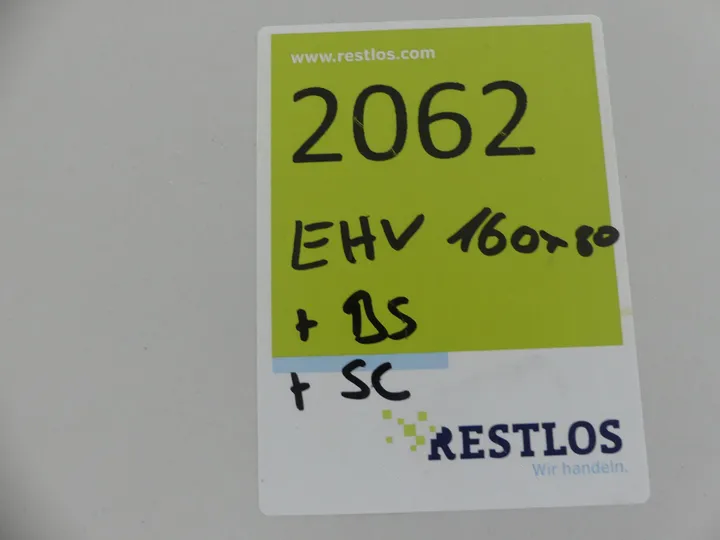 www.restlos.com
2062
EHV 160x80
+ BS
+ SC
RESTLOS
Wir handeln.